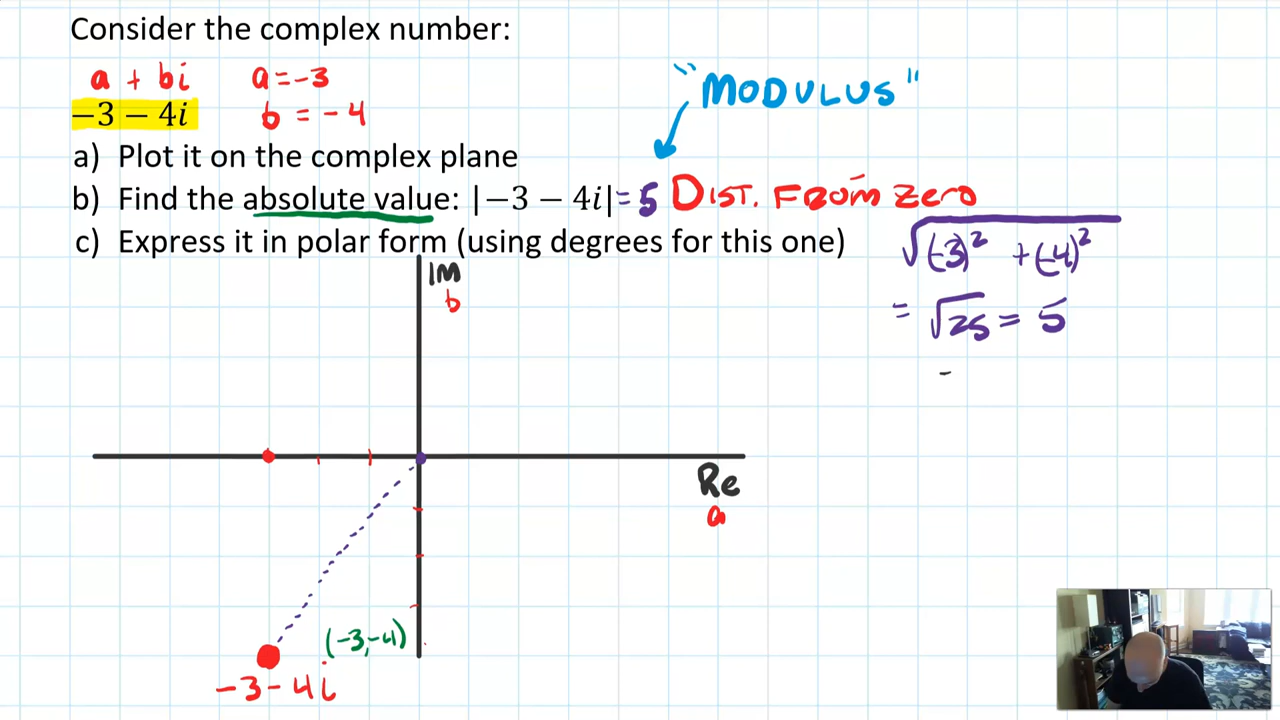 Consider the complex number:
a + bi a = -3
"MODULUS"
−3 − 4i b = -4
a) Plot it on the complex plane
b) Find the absolute value: |−3 − 4i| = 5 DIST. FROM ZERO
c) Express it in polar form (using degrees for this one)
√(-3)² + (-4)²
IM
b
= √25 = 5
-
Re
a
(-3,-4)
-3-4i